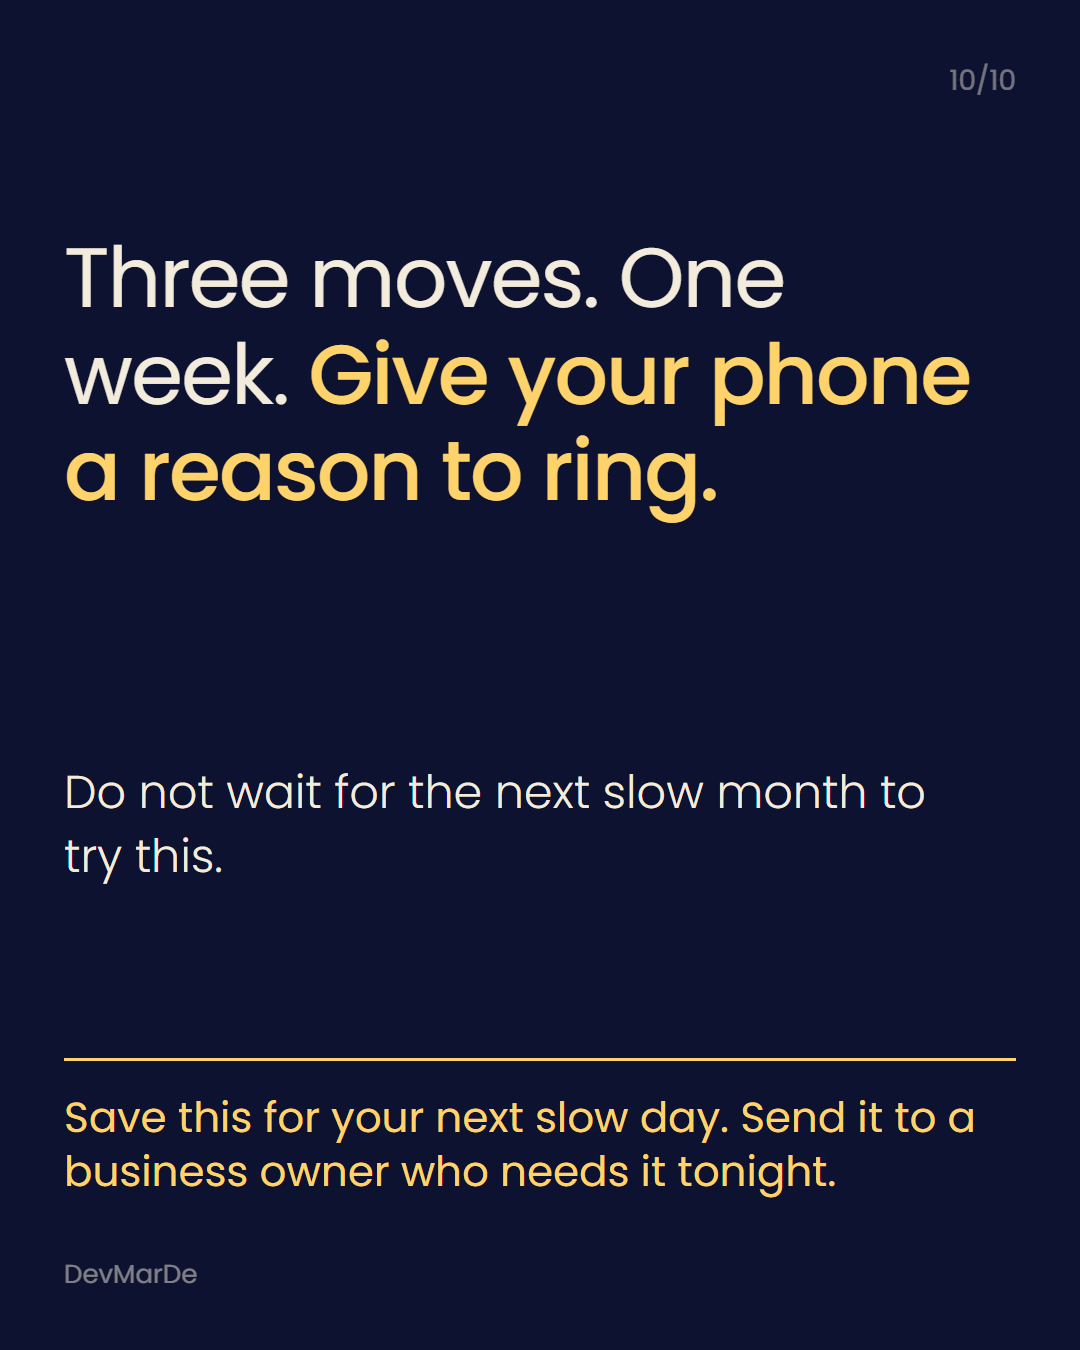 10/10
Three moves. One
week. Give your phone
a reason to ring.
Do not wait for the next slow month to
try this.
Save this for your next slow day. Send it to a
business owner who needs it tonight.
DevMarDe